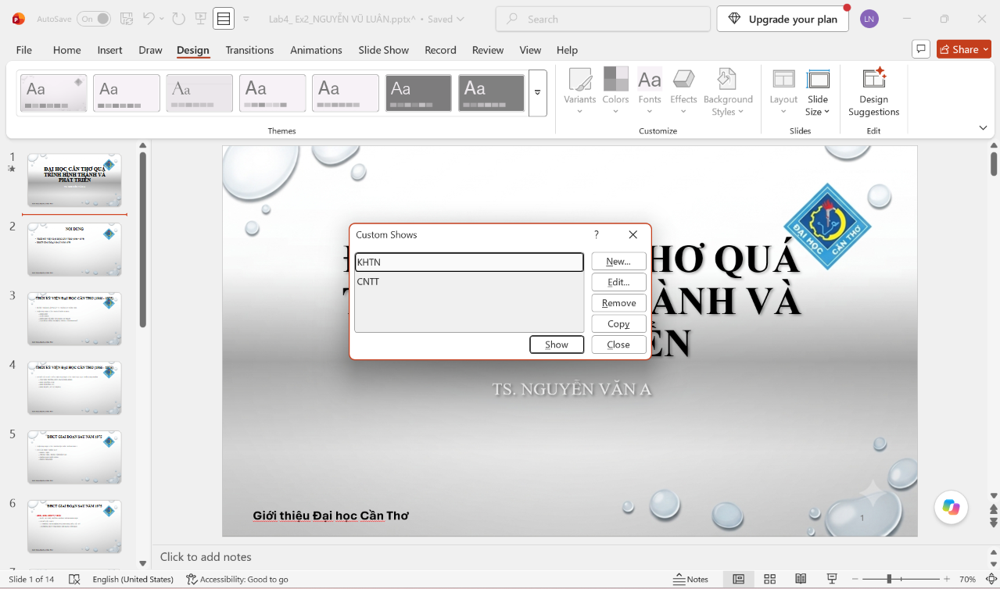 AutoSave On Lab4_ Ex2_NGUYỄN VŨ LUÂN.pptx^ • Saved Search Upgrade your plan LN
File Home Insert Draw Design Transitions Animations Slide Show Record Review View Help Share
Aa Aa Aa Aa Aa Aa Aa
Variants Colors Fonts Effects Background Styles Layout Slide Size Design Suggestions
Themes Customize Slides Edit
1
ĐẠI HỌC CẦN THƠ QUÁ
TRÌNH HÌNH THÀNH VÀ
PHÁT TRIỂN
2
NỘI DUNG
3
THỜI KỲ VIỆN ĐẠI HỌC CẦN THƠ (1966 - 1975)
4
THỜI KỲ VIỆN ĐẠI HỌC CẦN THƠ (1966 - 1975)
5
ĐHCT GIAI ĐOẠN SAU NĂM 1975
6
ĐHCT GIAI ĐOẠN SAU NĂM 1975
ĐẠI HỌC CẦN THƠ
HƠ QUÁ
ÀNH VÀ
ỂN
TS. NGUYỄN VĂN A
Giới thiệu Đại học Cần Thơ
1
Custom Shows ?
KHTN
CNTT
New...
Edit...
Remove
Copy
Show Close
Click to add notes
Slide 1 of 14 English (United States) Accessibility: Good to go Notes 70%